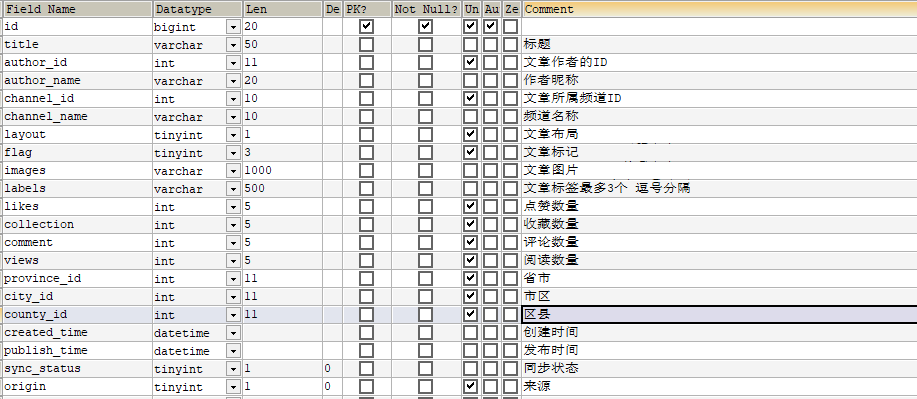 Field Name Datatype Len De PK? Not Null? Un Au Ze Comment
id bigint 20
title varchar 50 标题
author_id int 11 文章作者的ID
author_name varchar 20 作者昵称
channel_id int 10 文章所属频道ID
channel_name varchar 10 频道名称
layout tinyint 1 文章布局
flag tinyint 3 文章标记
images varchar 1000 文章图片
labels varchar 500 文章标签最多3个 逗号分隔
likes int 5 点赞数量
collection int 5 收藏数量
comment int 5 评论数量
views int 5 阅读数量
province_id int 11 省市
city_id int 11 市区
county_id int 11 区县
created_time datetime 创建时间
publish_time datetime 发布时间
sync_status tinyint 1 0 同步状态
origin tinyint 1 0 来源